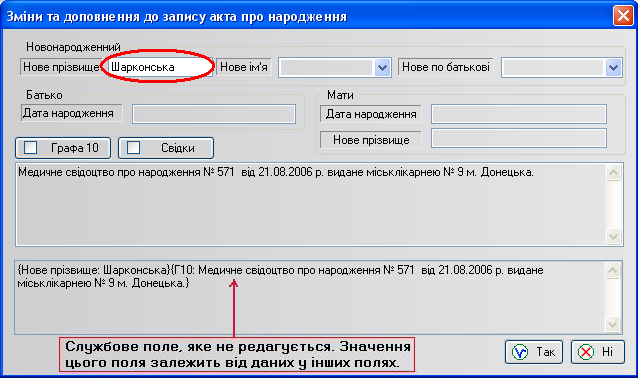 Зміни та доповнення до запису акта про народження
Новонародженний
Нове прізвище Шарконська Нове ім'я Нове по батькові
Батько
Дата народження
Мати
Дата народження
Нове прізвище
Графа 10 Свідки
Медичне свідоцтво про народження № 571 від 21.08.2006 р. видане міськлікарнею № 9 м. Донецька.
{Нове прізвище: Шарконська}{Г10: Медичне свідоцтво про народження № 571 від 21.08.2006 р. видане
міськлікарнею № 9 м. Донецька.}
Службове поле, яке не редагується. Значення
цього поля залежить від даних у інших полях.
Так Ні